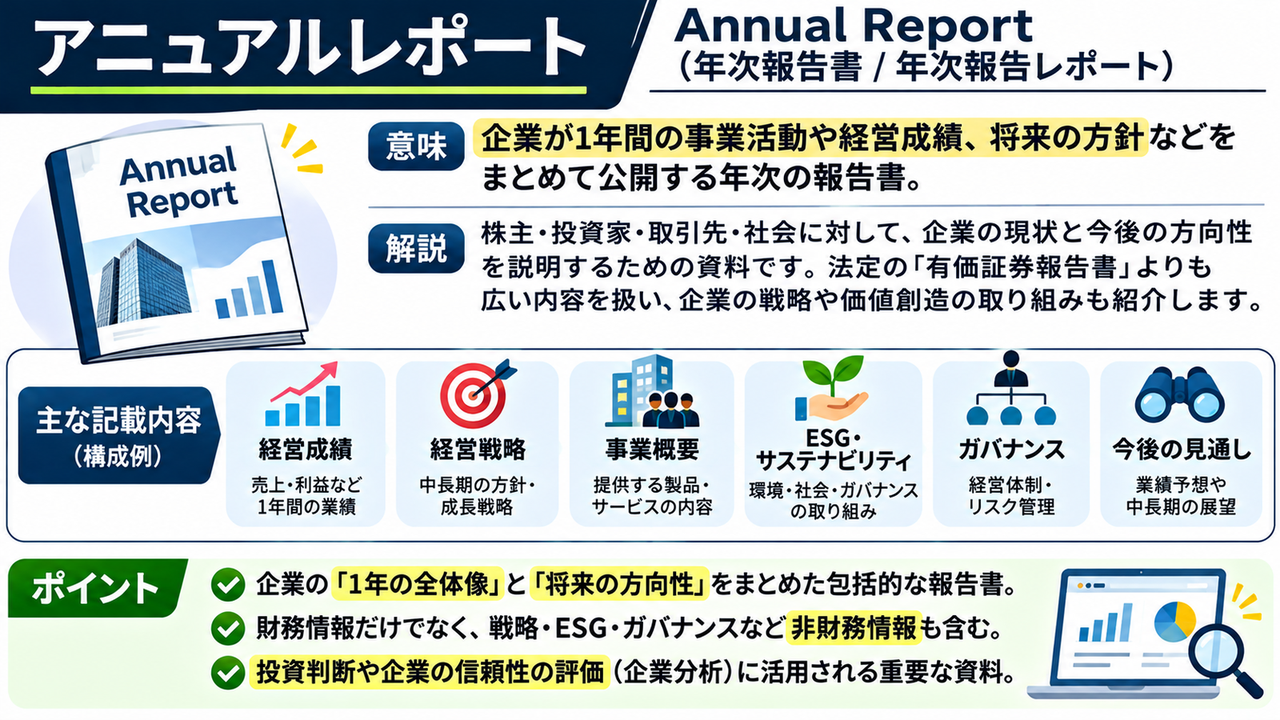 アニュアルレポート
Annual Report
（年次報告書 / 年次報告レポート）
Annual
Report
意味
企業が1年間の事業活動や経営成績、将来の方針などを
まとめて公開する年次の報告書。
解説
株主・投資家・取引先・社会に対して、企業の現状と今後の方向性
を説明するための資料です。法定の「有価証券報告書」よりも
広い内容を扱い、企業の戦略や価値創造の取り組みも紹介します。
主な記載内容
（構成例）
経営成績
売上・利益など
1年間の業績
経営戦略
中長期の方針・
成長戦略
事業概要
提供する製品・
サービスの内容
ESG・
サステナビリティ
環境・社会・ガバナンス
の取り組み
ガバナンス
経営体制・
リスク管理
今後の見通し
業績予想や
中長期の展望
ポイント
企業の「1年の全体像」と「将来の方向性」をまとめた包括的な報告書。
財務情報だけでなく、戦略・ESG・ガバナンスなど非財務情報も含む。
投資判断や企業の信頼性の評価（企業分析）に活用される重要な資料。